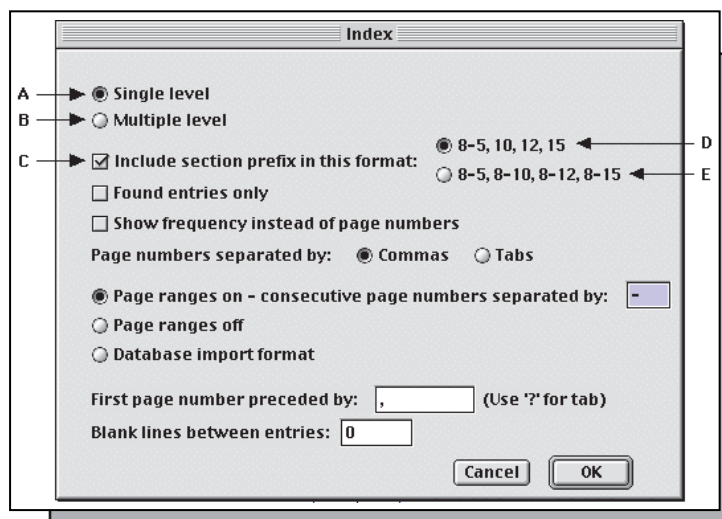 Index
A Single level
B Multiple level
8-5, 10, 12, 15 D
C Include section prefix in this format:
8-5, 8-10, 8-12, 8-15 E
Found entries only
Show frequency instead of page numbers
Page numbers separated by: Commas Tabs
Page ranges on - consecutive page numbers separated by: -
Page ranges off
Database import format
First page number preceded by: , (Use '?' for tab)
Blank lines between entries: 0
Cancel OK